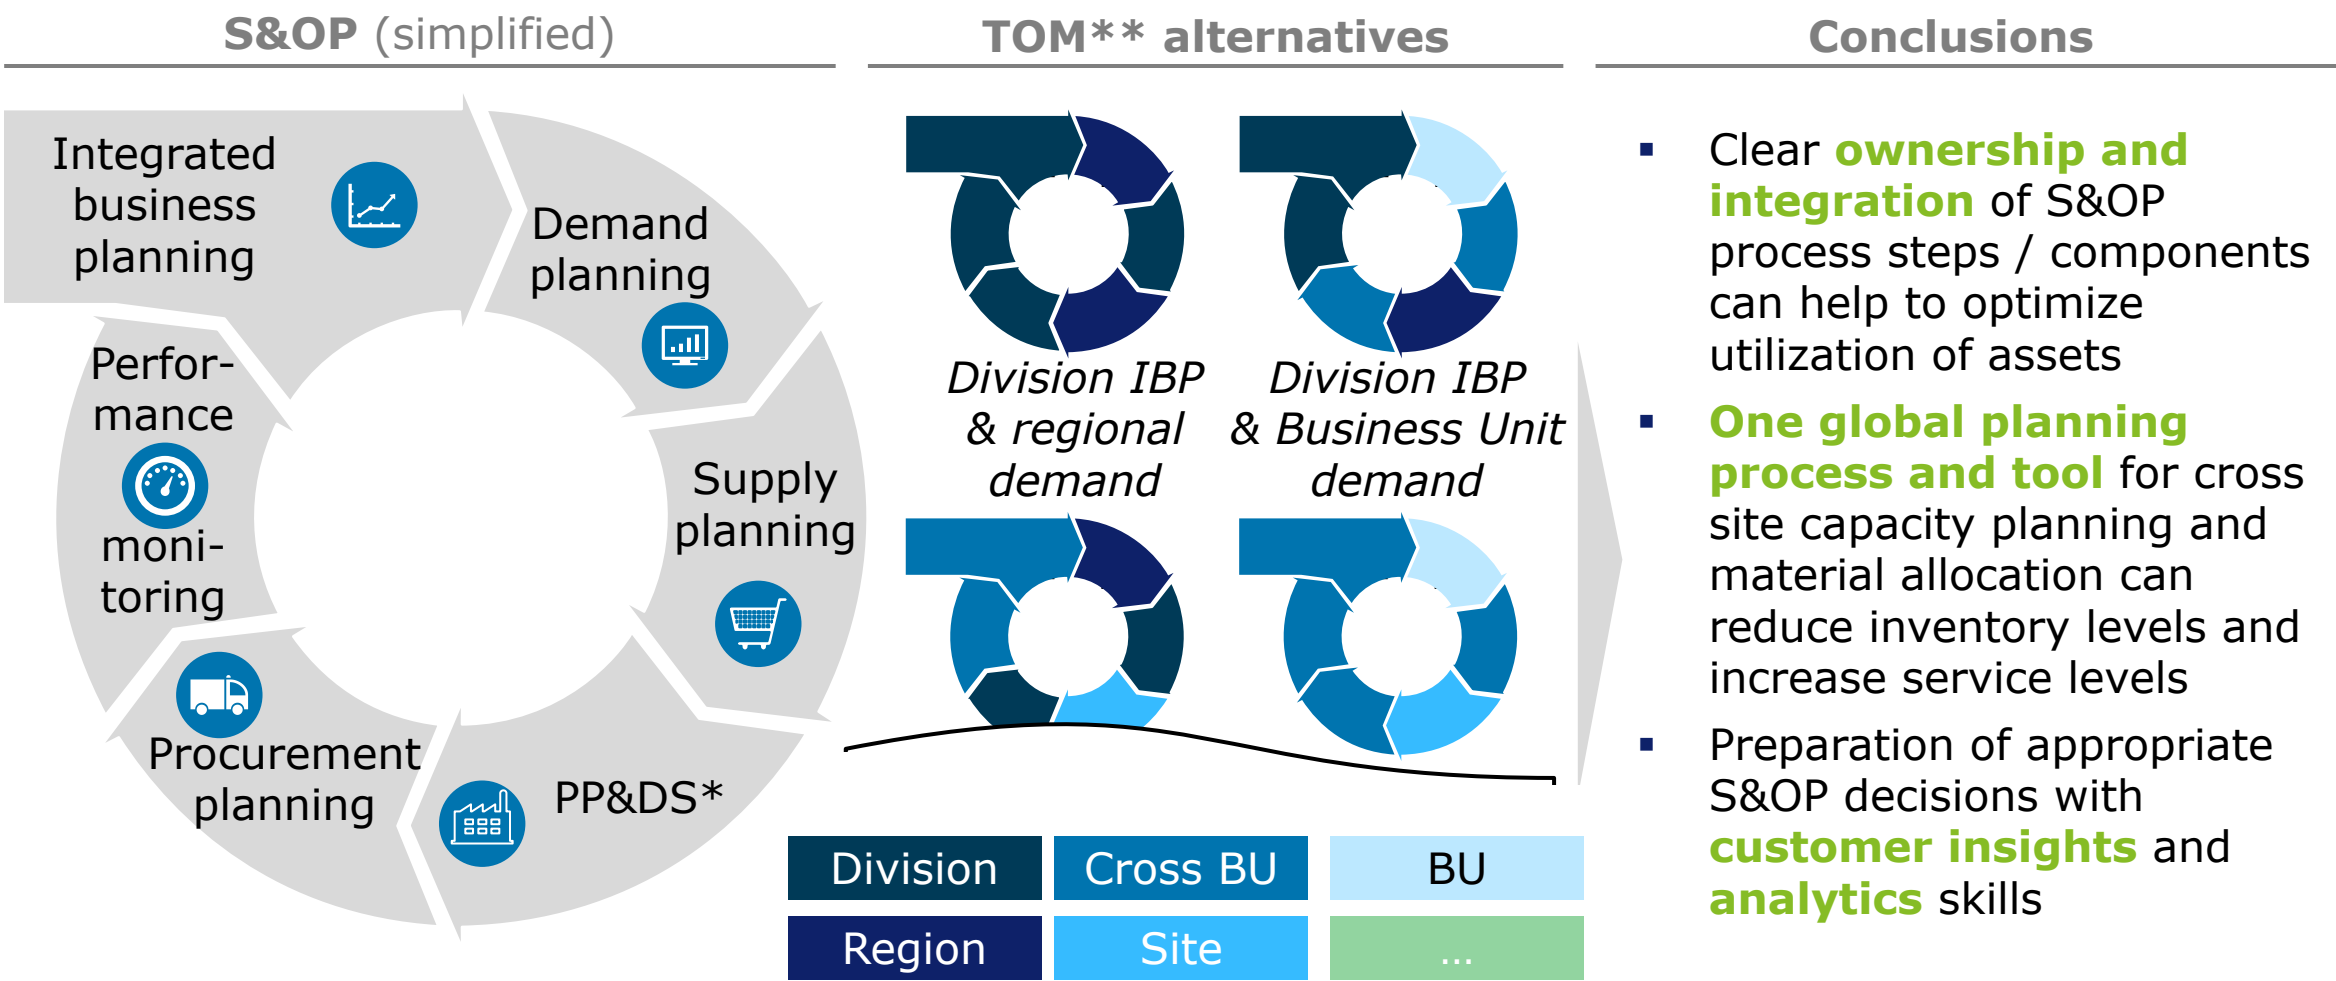 S&OP (simplified)
Integrated
business
planning
Demand
planning
Supply
planning
PP&DS*
Procurement
planning
Perfor-
mance
moni-
toring
TOM** alternatives
Division IBP
& regional
demand
Division IBP
& Business Unit
demand
Division
Cross BU
BU
Region
Site
...
Conclusions
▪ Clear ownership and
integration of S&OP
process steps / components
can help to optimize
utilization of assets
▪ One global planning
process and tool for cross
site capacity planning and
material allocation can
reduce inventory levels and
increase service levels
▪ Preparation of appropriate
S&OP decisions with
customer insights and
analytics skills